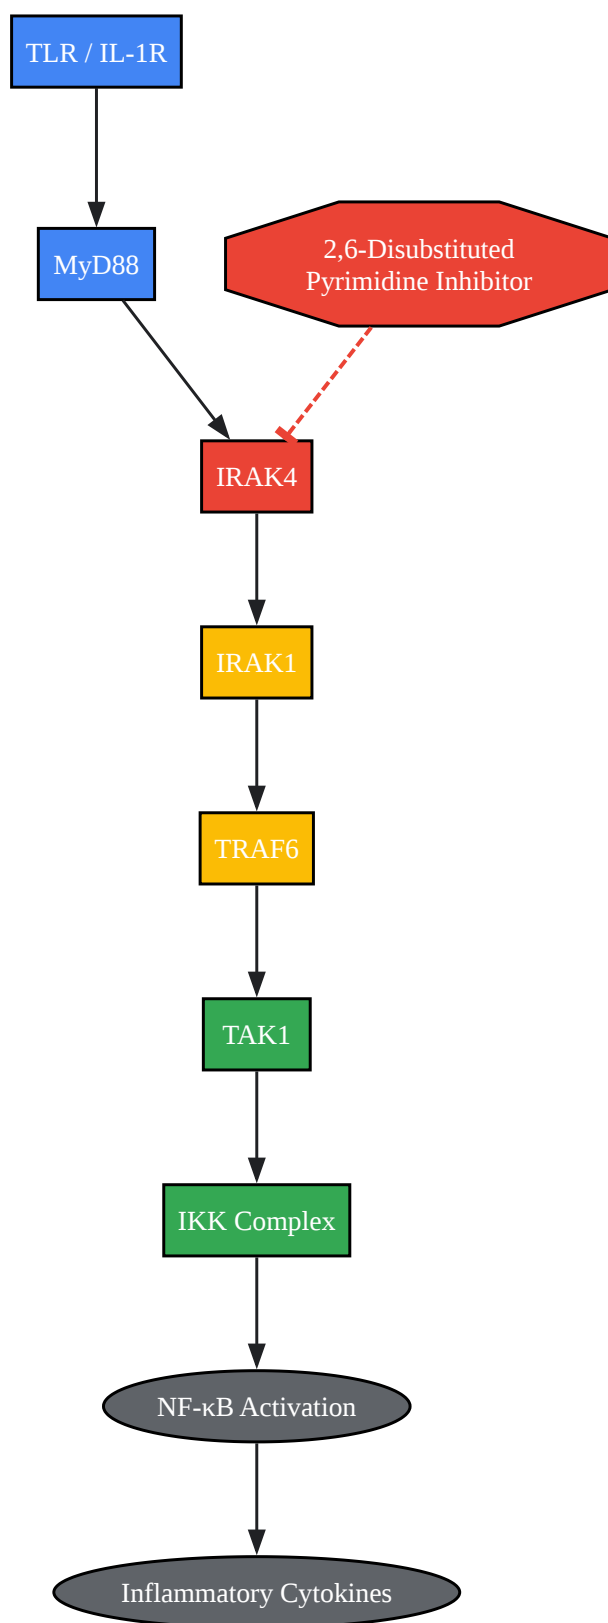 TLR / IL-1R
MyD88
2,6-Disubstituted
Pyrimidine Inhibitor
IRAK4
IRAK1
TRAF6
TAK1
IKK Complex
NF-κB Activation
Inflammatory Cytokines